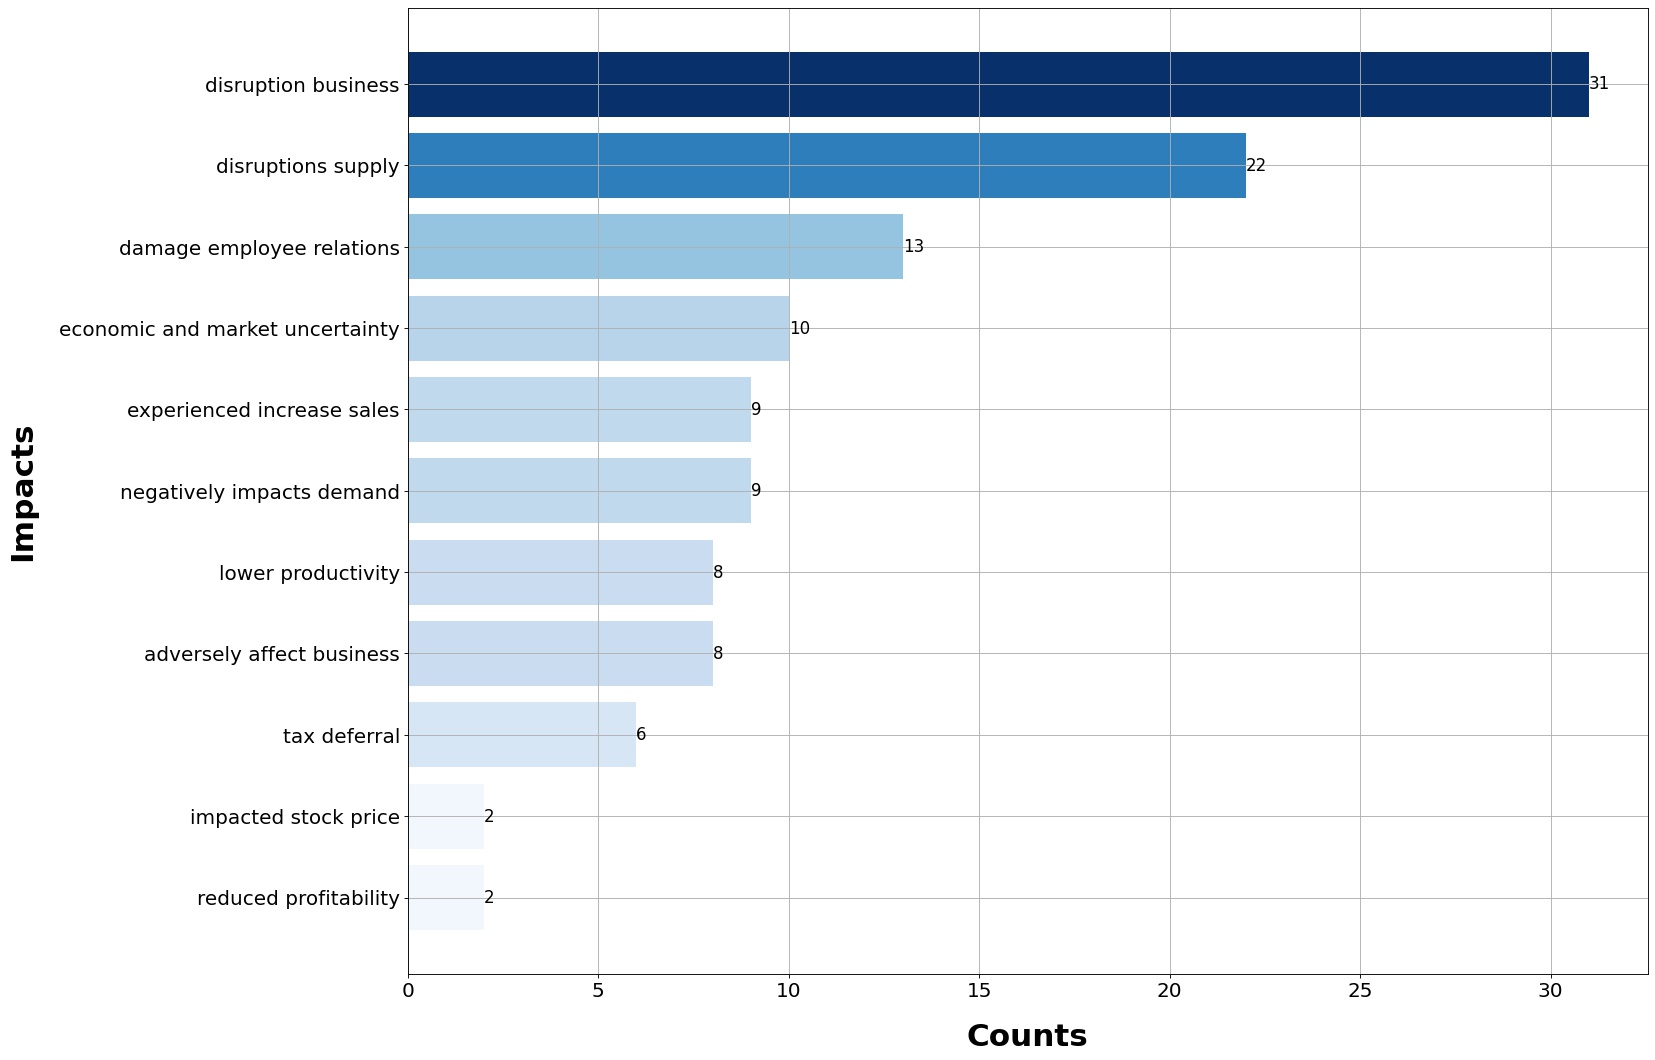 disruption business
31
disruptions supply
22
damage employee relations
13
economic and market uncertainty
10
experienced increase sales
9
negatively impacts demand
9
lower productivity
8
adversely affect business
8
tax deferral
6
impacted stock price
2
reduced profitability
2
Impacts
0 5 10 15 20 25 30
Counts